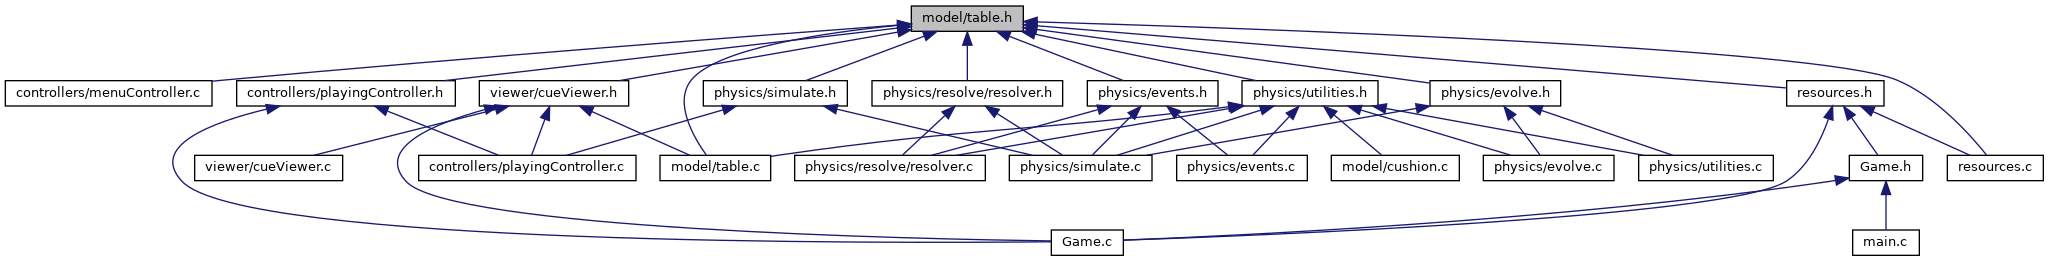 model/table.h
controllers/menuController.c
controllers/playingController.h
viewer/cueViewer.h
physics/simulate.h
physics/resolve/resolver.h
physics/events.h
physics/utilities.h
physics/evolve.h
resources.h
viewer/cueViewer.c
controllers/playingController.c
model/table.c
physics/resolve/resolver.c
physics/simulate.c
physics/events.c
model/cushion.c
physics/evolve.c
physics/utilities.c
Game.h
resources.c
Game.c
main.c